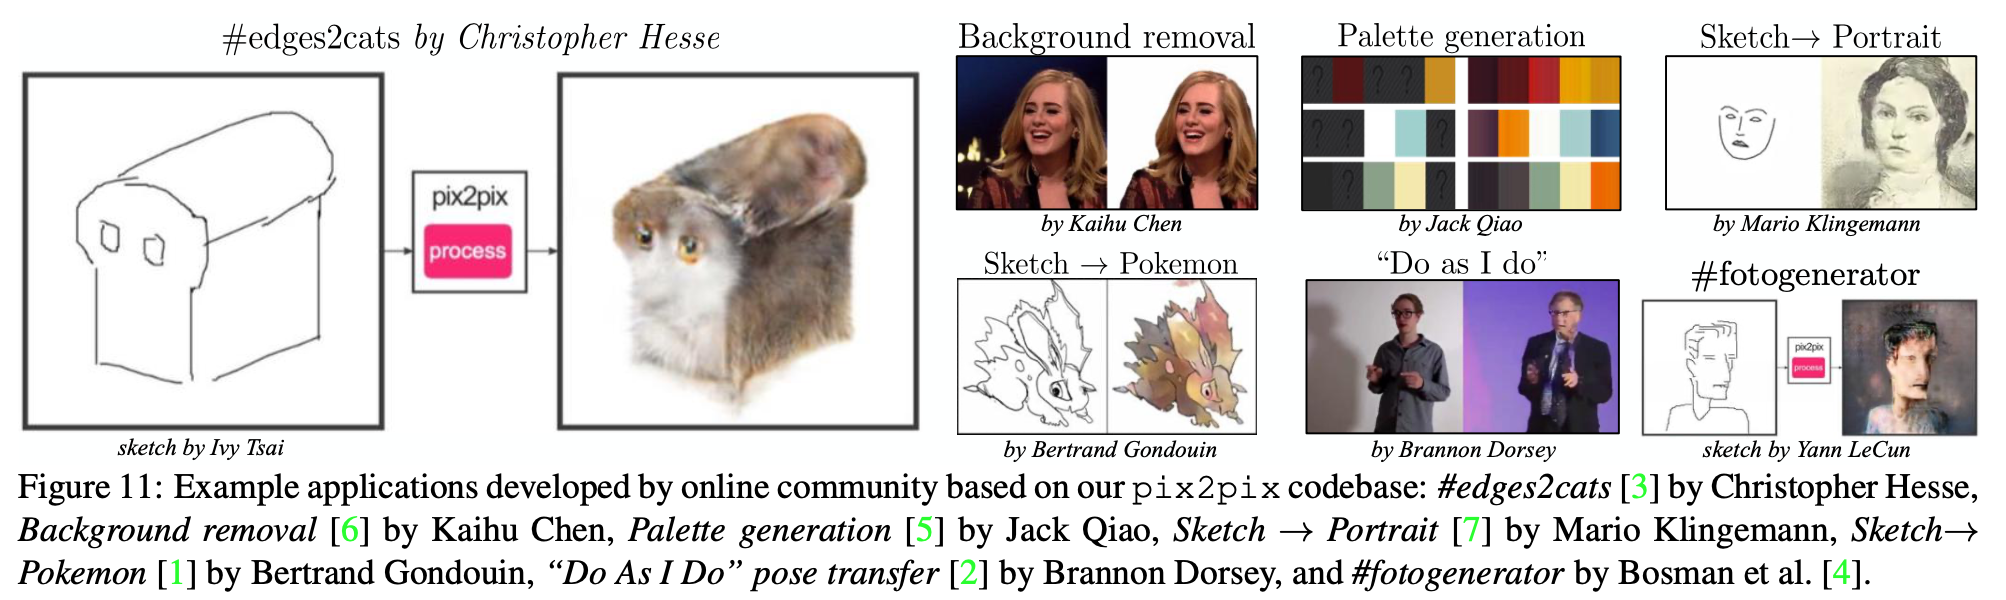 #edges2cats by Christopher Hesse
pix2pix
process
sketch by Ivy Tsai
Background removal
by Kaihu Chen
Palette generation
? ? ?
? ? ?
? ?
by Jack Qiao
Sketch→ Portrait
by Mario Klingemann
Sketch → Pokemon
by Bertrand Gondouin
“Do as I do”
by Brannon Dorsey
#fotogenerator
pix2pix
process
sketch by Yann LeCun
Figure 11: Example applications developed by online community based on our pix2pix codebase: #edges2cats [3] by Christopher Hesse,
Background removal [6] by Kaihu Chen, Palette generation [5] by Jack Qiao, Sketch → Portrait [7] by Mario Klingemann, Sketch→
Pokemon [1] by Bertrand Gondouin, “Do As I Do” pose transfer [2] by Brannon Dorsey, and #fotogenerator by Bosman et al. [4].